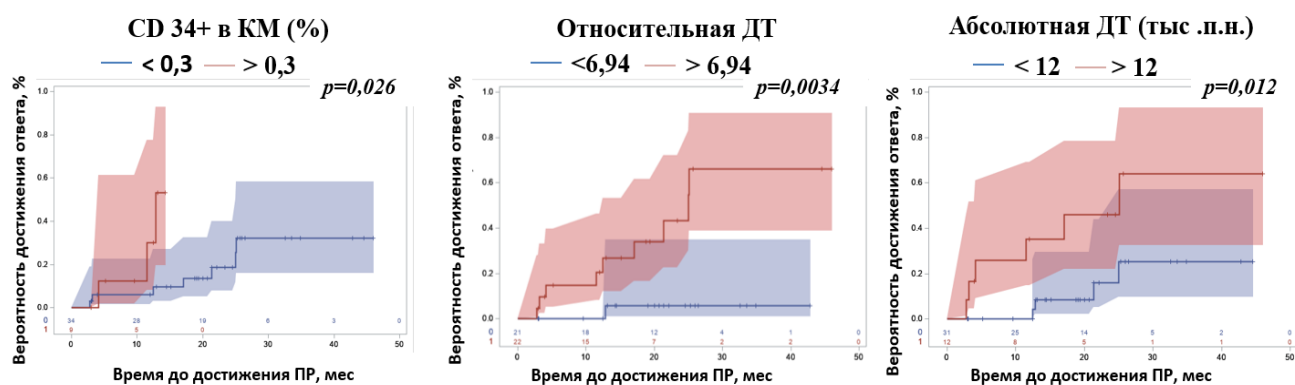 CD 34+ в КМ (%)
< 0,3 > 0,3
p=0,026
Вероятность достижения ответа, %
1.0
0.8
0.6
0.4
0.2
0.0
0 34 28 19 6 3 0
1 9 5 0
0 10 20 30 40 50
Время до достижения ПР, мес
Относительная ДТ
<6,94 > 6,94
p=0,0034
Вероятность достижения ответа, %
1.0
0.8
0.6
0.4
0.2
0.0
0 21 18 12 4 1 0
1 22 15 7 2 2 0
0 10 20 30 40 50
Время до достижения ПР, мес
Абсолютная ДТ (тыс .п.н.)
< 12 > 12
p=0,012
Вероятность достижения ответа, %
1.0
0.8
0.6
0.4
0.2
0.0
0 31 25 14 5 2 0
1 12 8 5 1 1 0
0 10 20 30 40 50
Время до достижения ПР, мес